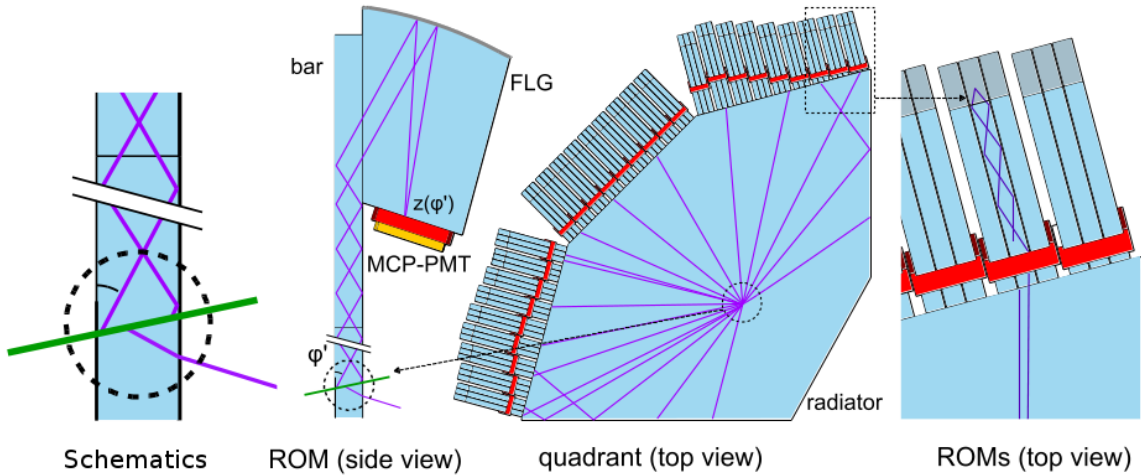 bar
FLG
z(φ')
MCP-PMT
φ'
radiator
Schematics
ROM (side view)
quadrant (top view)
ROMs (top view)